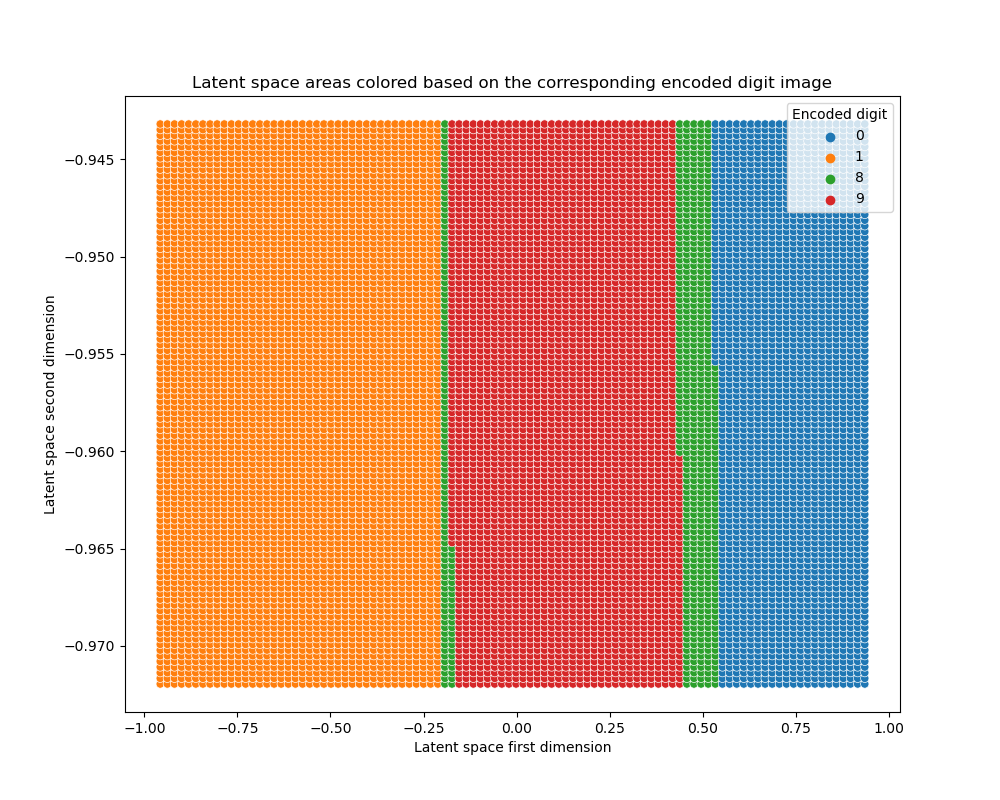 Latent space areas colored based on the corresponding encoded digit image
Encoded digit
0
1
8
9
−0.945
−0.950
−0.955
−0.960
−0.965
−0.970
Latent space second dimension
−1.00 −0.75 −0.50 −0.25 0.00 0.25 0.50 0.75 1.00
Latent space first dimension